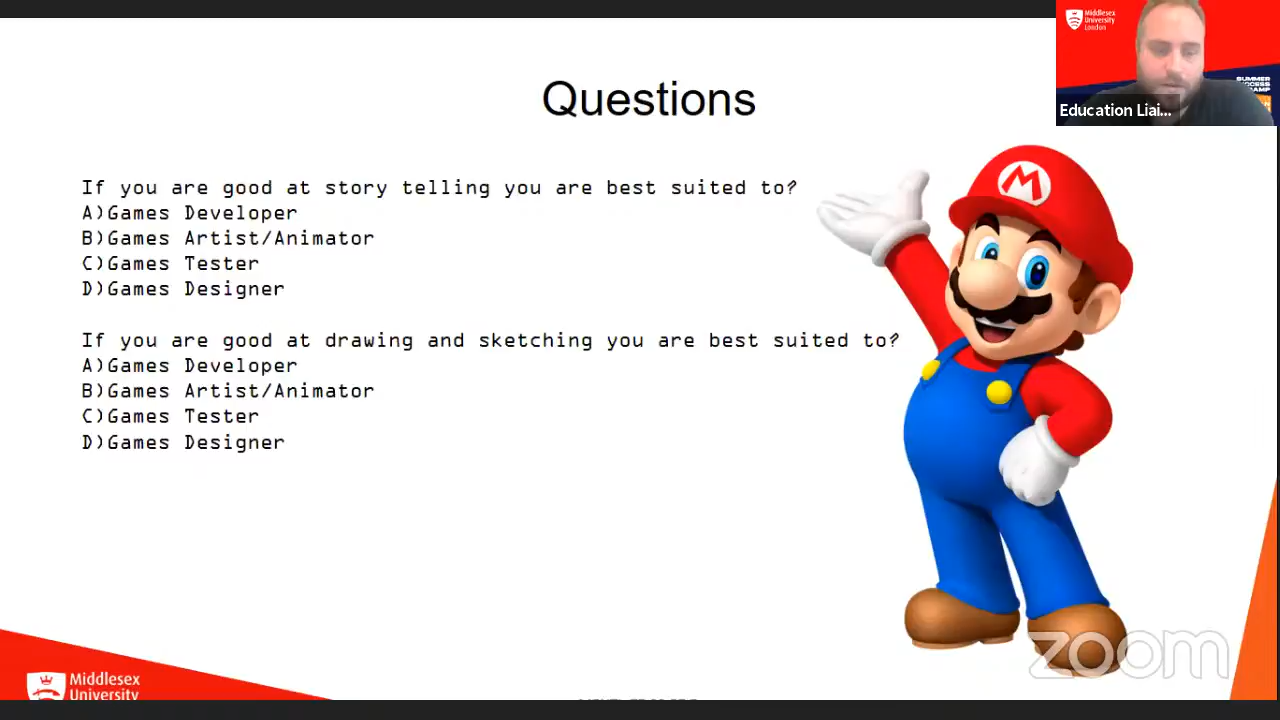 Questions
If you are good at story telling you are best suited to?
A)Games Developer
B)Games Artist/Animator
C)Games Tester
D)Games Designer
If you are good at drawing and sketching you are best suited to?
A)Games Developer
B)Games Artist/Animator
C)Games Tester
D)Games Designer
Middlesex
University
London
SUMMER
Education Liai...
M
zoom
Middlesex
University